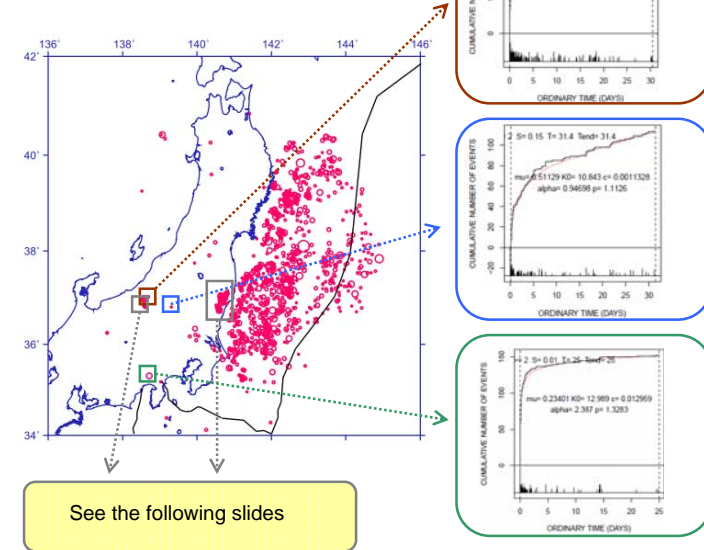 136˚ 138˚ 140˚ 142˚ 144˚ 146˚
42˚
40˚
38˚
36˚
34˚
See the following slides
0
0 5 10 15 20 25 30
ORDINARY TIME (DAYS)
CUMULATIVE NUMBER OF EVENTS
2 S= 0.15 T= 31.4 Tend= 31.4
mu= 0.51129 K0= 10.843 c= 0.0011328
alpha= 0.94698 p= 1.1126
100
80
60
40
20
0
-20
0 5 10 15 20 25 30
ORDINARY TIME (DAYS)
CUMULATIVE NUMBER OF EVENTS
2 S= 0.01 T= 25 Tend= 25
mu= 0.23401 K0= 12.989 c= 0.012959
alpha= 2.387 p= 1.3283
150
100
50
0
0 5 10 15 20 25
ORDINARY TIME (DAYS)